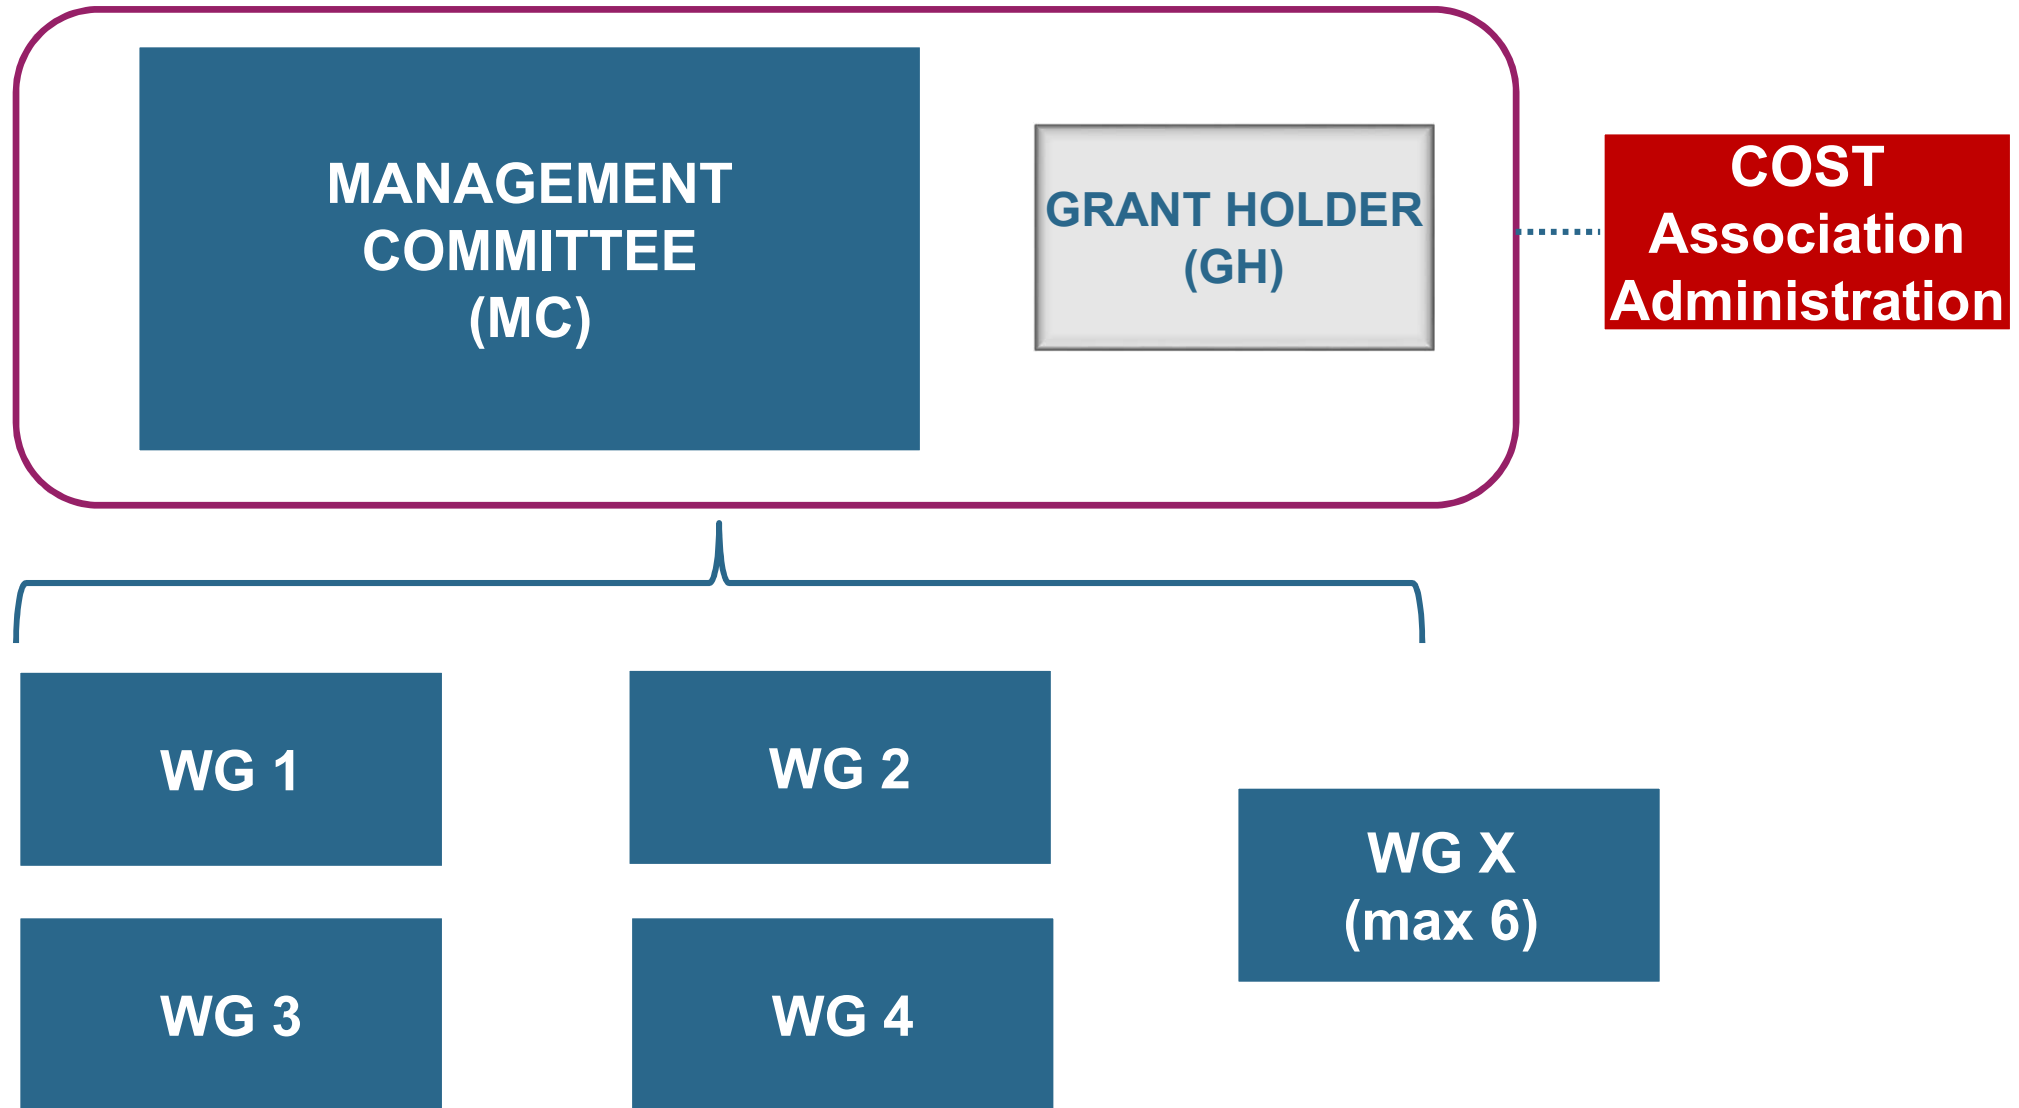 MANAGEMENT
COMMITTEE
(MC)
GRANT HOLDER
(GH)
COST
Association
Administration
WG 1
WG 2
WG X
(max 6)
WG 3
WG 4